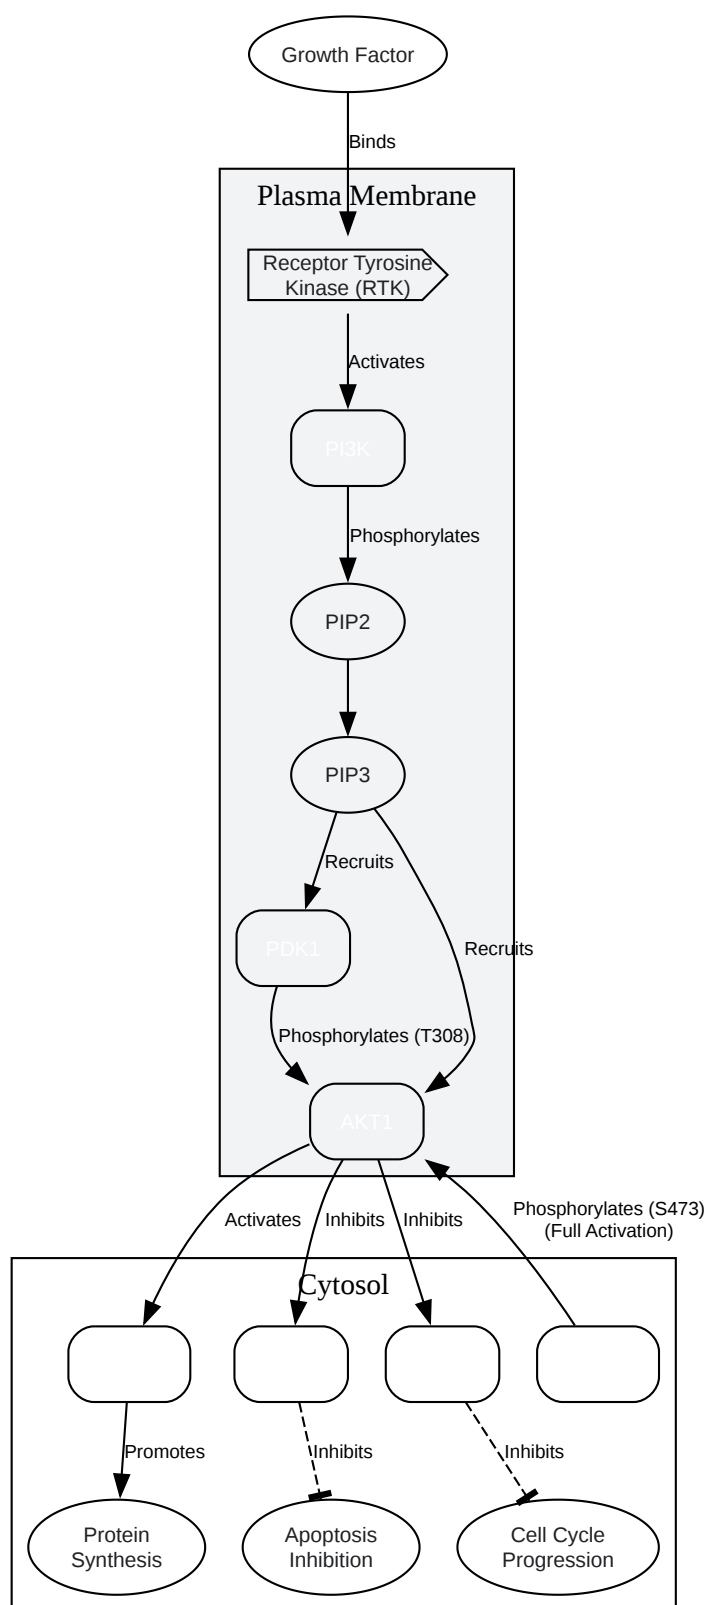 Growth Factor
Binds
Plasma Membrane
Receptor Tyrosine
Kinase (RTK)
Activates
PI3K
Phosphorylates
PIP2
PIP3
Recruits
PDK1
Recruits
Phosphorylates (T308)
AKT1
Activates
Inhibits
Inhibits
Phosphorylates (S473)
(Full Activation)
Cytosol
Promotes
Inhibits
Inhibits
Protein
Synthesis
Apoptosis
Inhibition
Cell Cycle
Progression